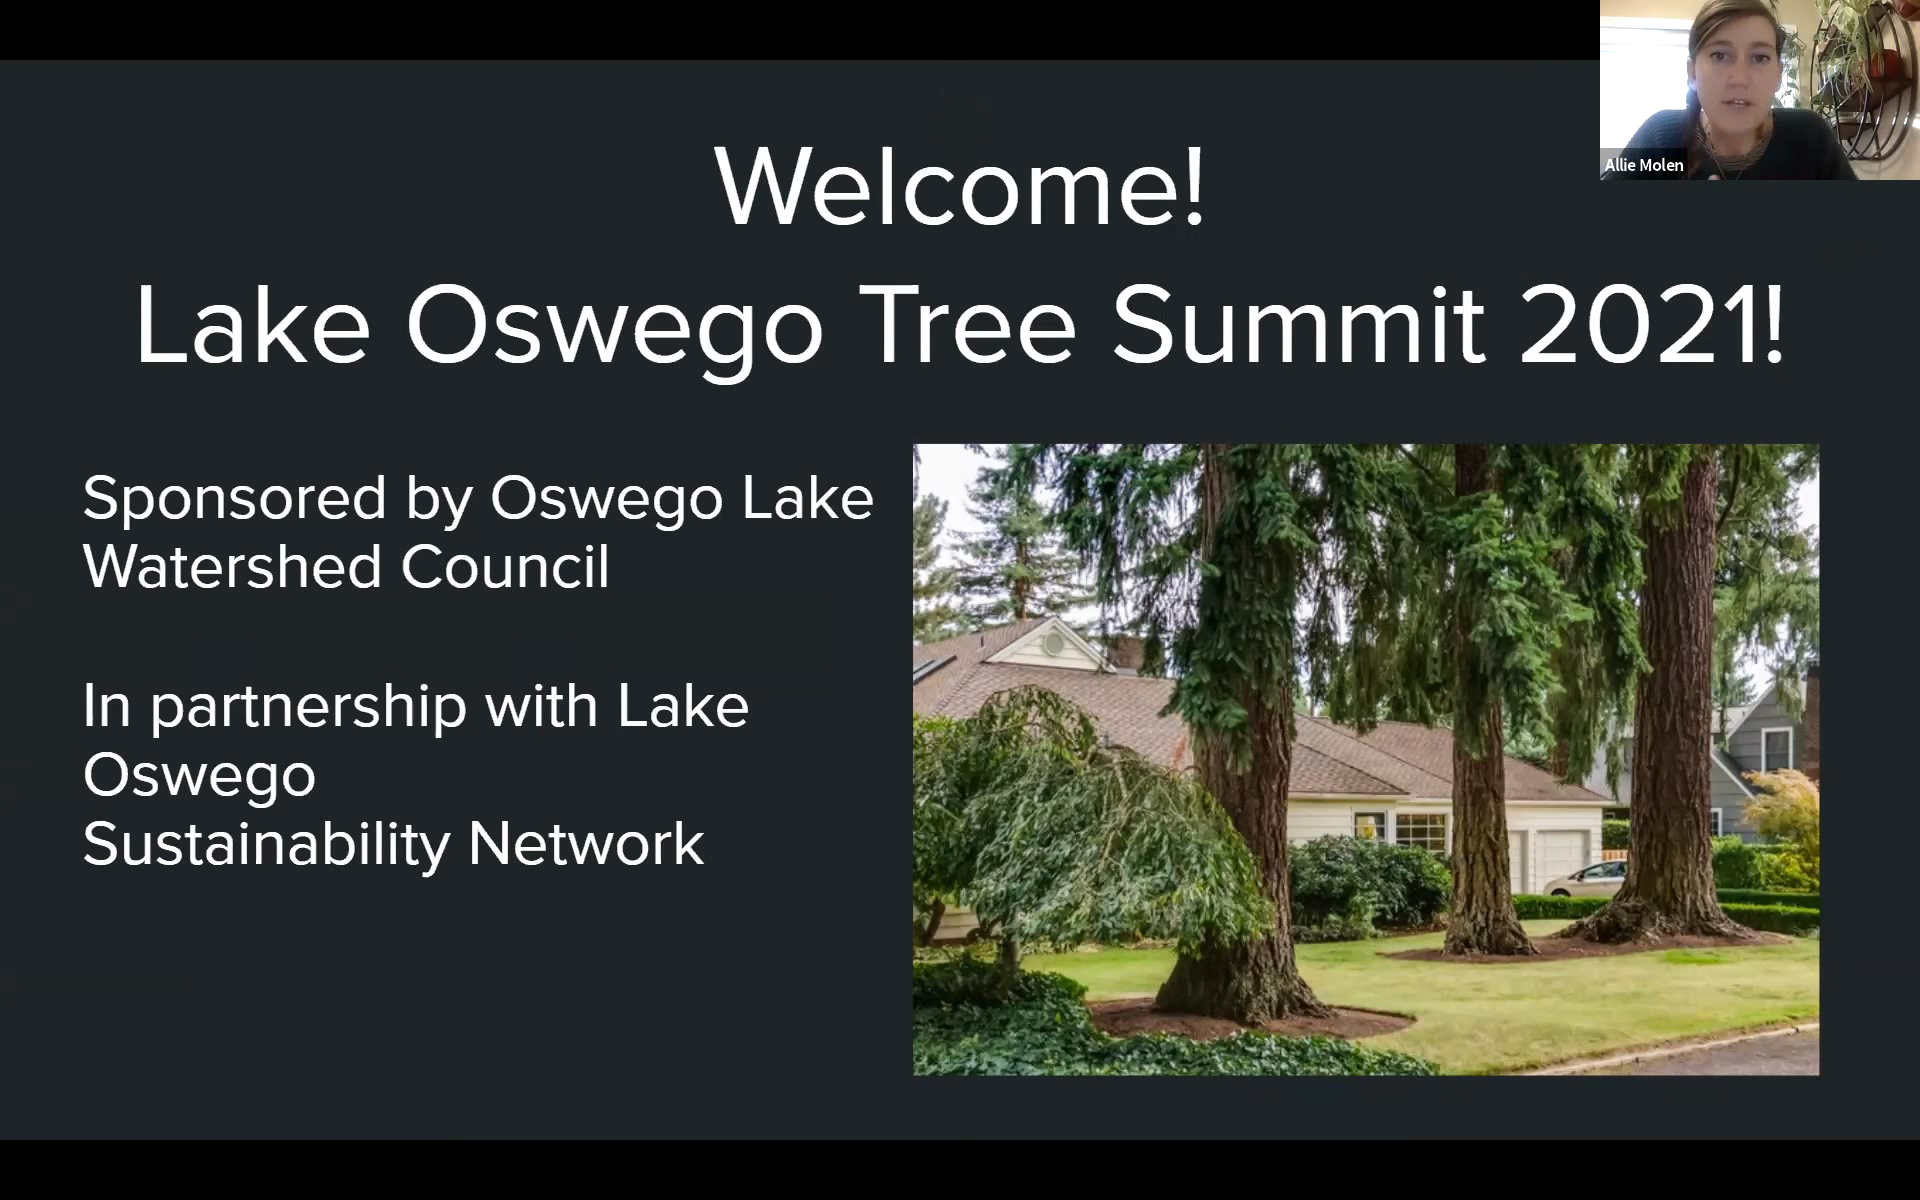 Allie Molen
Welcome!
Lake Oswego Tree Summit 2021!
Sponsored by Oswego Lake
Watershed Council
In partnership with Lake
Oswego
Sustainability Network